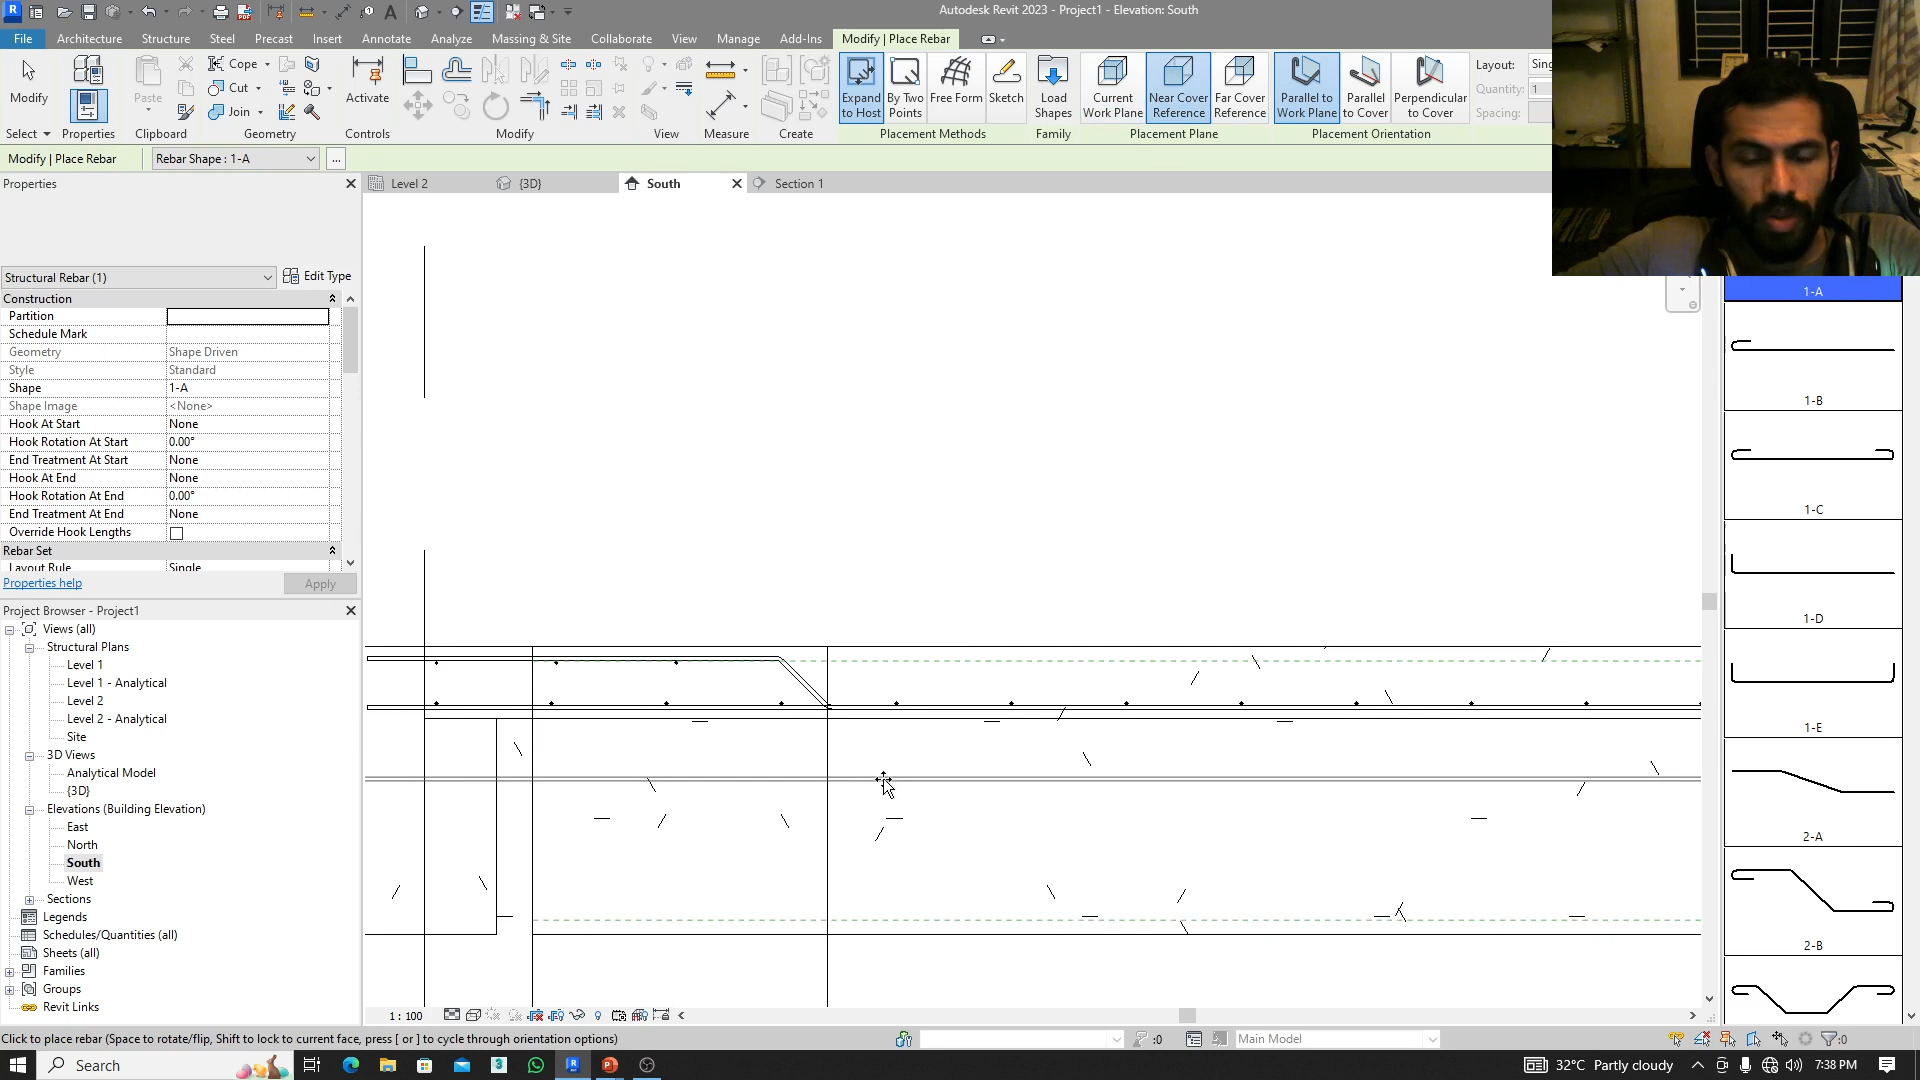 Autodesk Revit 2023 - Project1 - Elevation: South
File Architecture Structure Steel Precast Insert Annotate Analyze Massing & Site Collaborate View Manage Add-Ins Modify | Place Rebar
Modify
Select
Properties
Paste
Clipboard
Cope
Cut
Join
Geometry
Activate
Controls
Modify
View
Measure
Create
Expand to Host
By Two Points
Free Form
Sketch
Placement Methods
Load Shapes
Family
Current Work Plane
Near Cover Reference
Far Cover Reference
Placement Plane
Parallel to Work Plane
Parallel to Cover
Perpendicular to Cover
Placement Orientation
Layout: Sing
Quantity: 1
Spacing:
Modify | Place Rebar
Rebar Shape : 1-A
...
Properties
Level 2
{3D}
South
Section 1
Structural Rebar (1)
Edit Type
Construction
Partition
Schedule Mark
Geometry Shape Driven
Style Standard
Shape 1-A
Shape Image <None>
Hook At Start None
Hook Rotation At Start 0.00°
End Treatment At Start None
Hook At End None
Hook Rotation At End 0.00°
End Treatment At End None
Override Hook Lengths
Rebar Set
Layout Rule Single
Properties help
Apply
Project Browser - Project1
Views (all)
Structural Plans
Level 1
Level 1 - Analytical
Level 2
Level 2 - Analytical
Site
3D Views
Analytical Model
{3D}
Elevations (Building Elevation)
East
North
South
West
Sections
Legends
Schedules/Quantities (all)
Sheets (all)
Families
Groups
Revit Links
1-A
1-B
1-C
1-D
1-E
2-A
2-B
1 : 100
Click to place rebar (Space to rotate/flip, Shift to lock to current face, press [ or ] to cycle through orientation options)
:0
Main Model
:0
Search
32°C Partly cloudy
7:38 PM